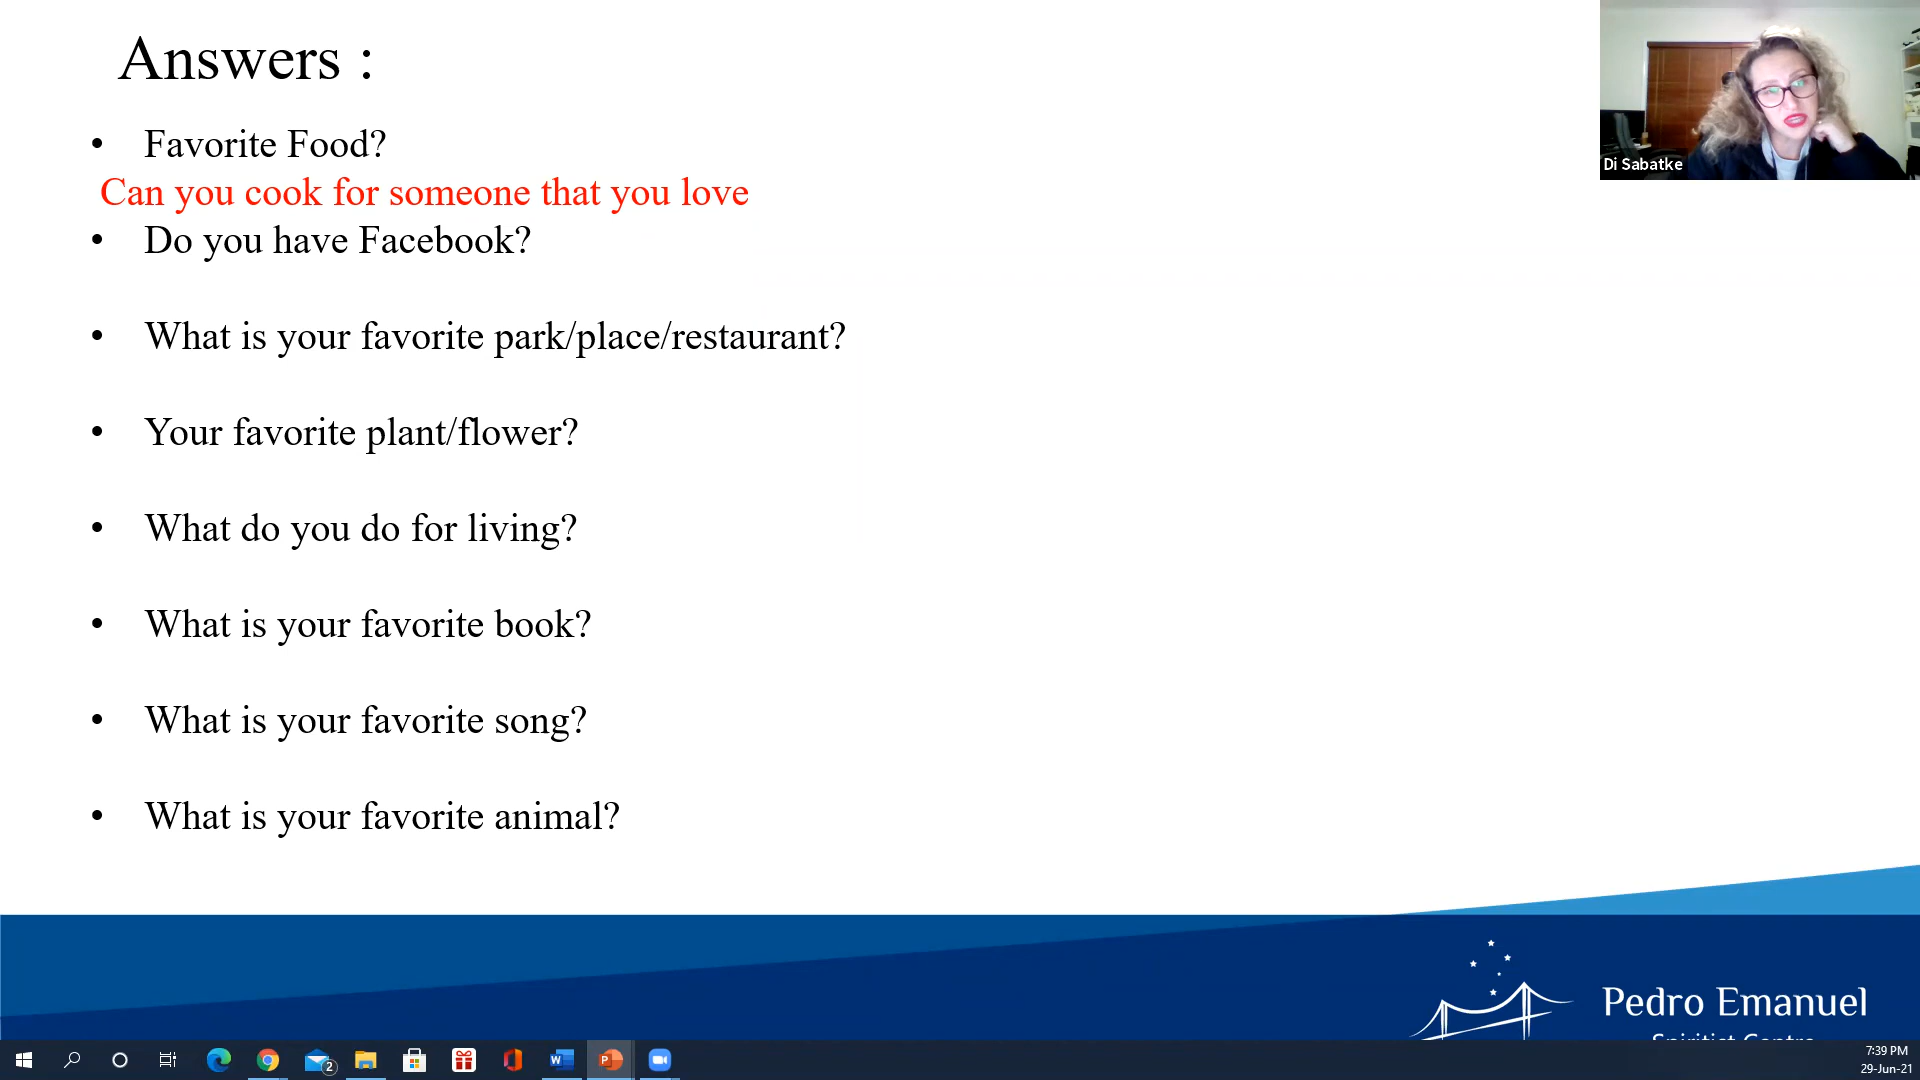 Answers :
• Favorite Food?
Can you cook for someone that you love
• Do you have Facebook?
• What is your favorite park/place/restaurant?
• Your favorite plant/flower?
• What do you do for living?
• What is your favorite book?
• What is your favorite song?
• What is your favorite animal?
Di Sabatke
Pedro Emanuel
Spiritist Centre
2
7:39 PM
29-Jun-21